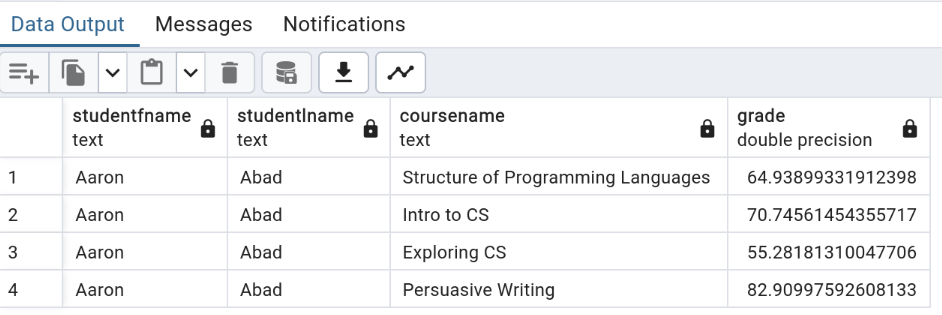 Data Output Messages Notifications
studentfname studentlname coursename grade
text text text double precision
1 Aaron Abad Structure of Programming Languages 64.93899331912398
2 Aaron Abad Intro to CS 70.74561454355717
3 Aaron Abad Exploring CS 55.28181310047706
4 Aaron Abad Persuasive Writing 82.90997592608133